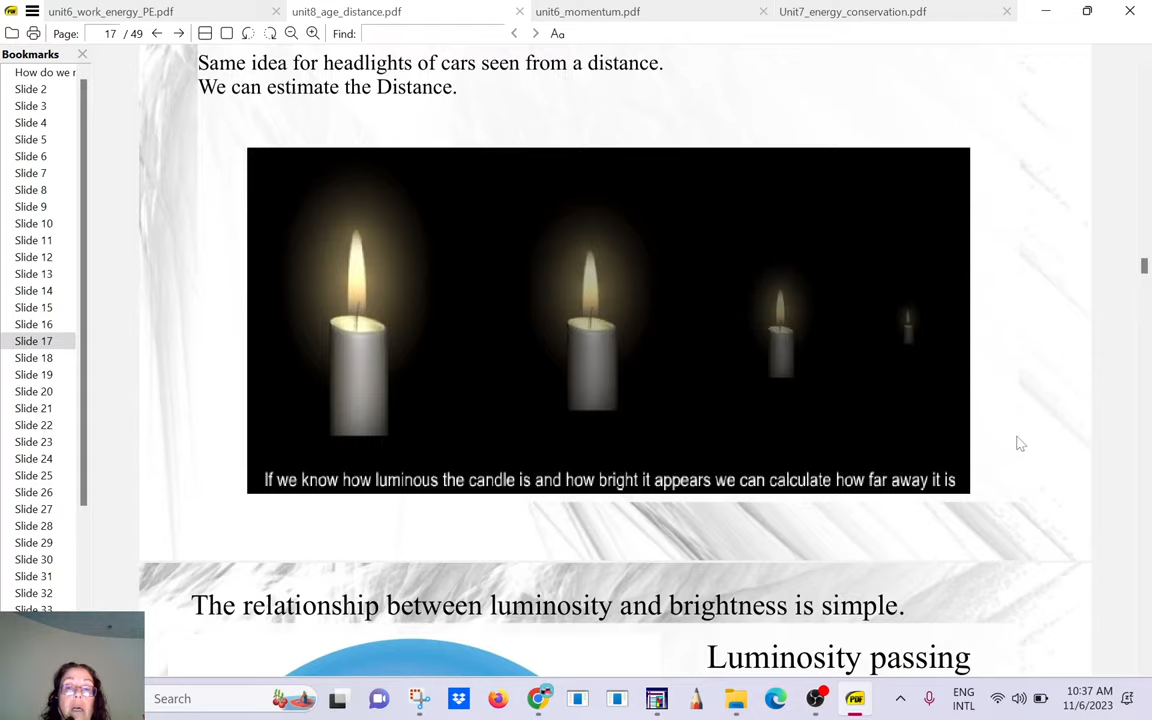 unit6_work_energy_PE.pdf
unit8_age_distance.pdf
unit6_momentum.pdf
Unit7_energy_conservation.pdf
Page: 17 / 49
Find:
Aa
Bookmarks
How do we r
Slide 2
Slide 3
Slide 4
Slide 5
Slide 6
Slide 7
Slide 8
Slide 9
Slide 10
Slide 11
Slide 12
Slide 13
Slide 14
Slide 15
Slide 16
Slide 17
Slide 18
Slide 19
Slide 20
Slide 21
Slide 22
Slide 23
Slide 24
Slide 25
Slide 26
Slide 27
Slide 28
Slide 29
Slide 30
Slide 31
Slide 32
Slide 33
Same idea for headlights of cars seen from a distance.
We can estimate the Distance.
If we know how luminous the candle is and how bright it appears we can calculate how far away it is
The relationship between luminosity and brightness is simple.
Luminosity passing
Search
PDF
ENG
INTL
10:37 AM
11/6/2023